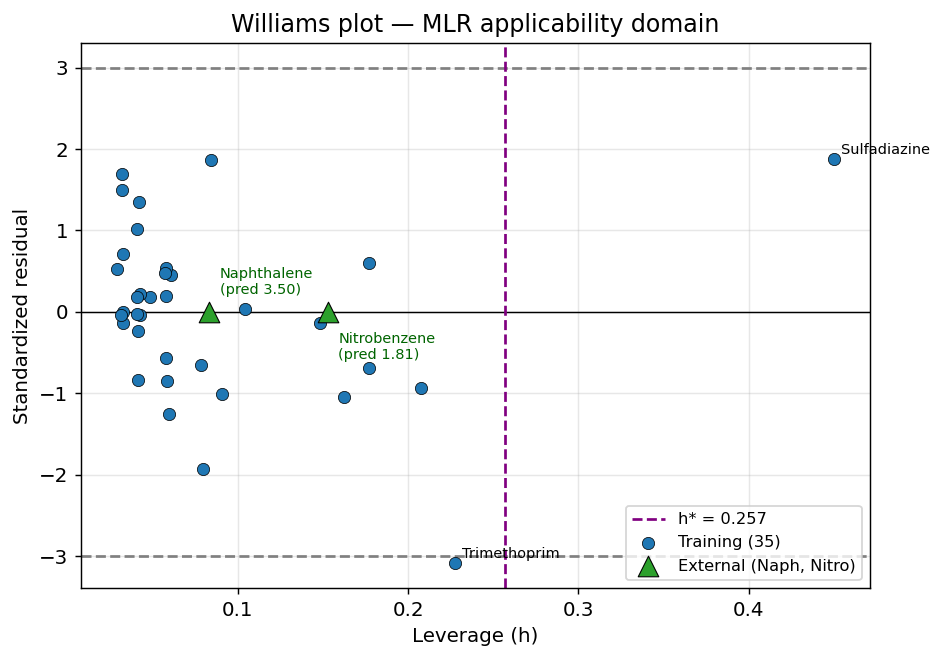 Williams plot — MLR applicability domain
Standardized residual
3
2
1
0
−1
−2
−3
Sulfadiazine
Naphthalene
(pred 3.50)
Nitrobenzene
(pred 1.81)
Trimethoprim
h* = 0.257
Training (35)
External (Naph, Nitro)
0.1
0.2
0.3
0.4
Leverage (h)